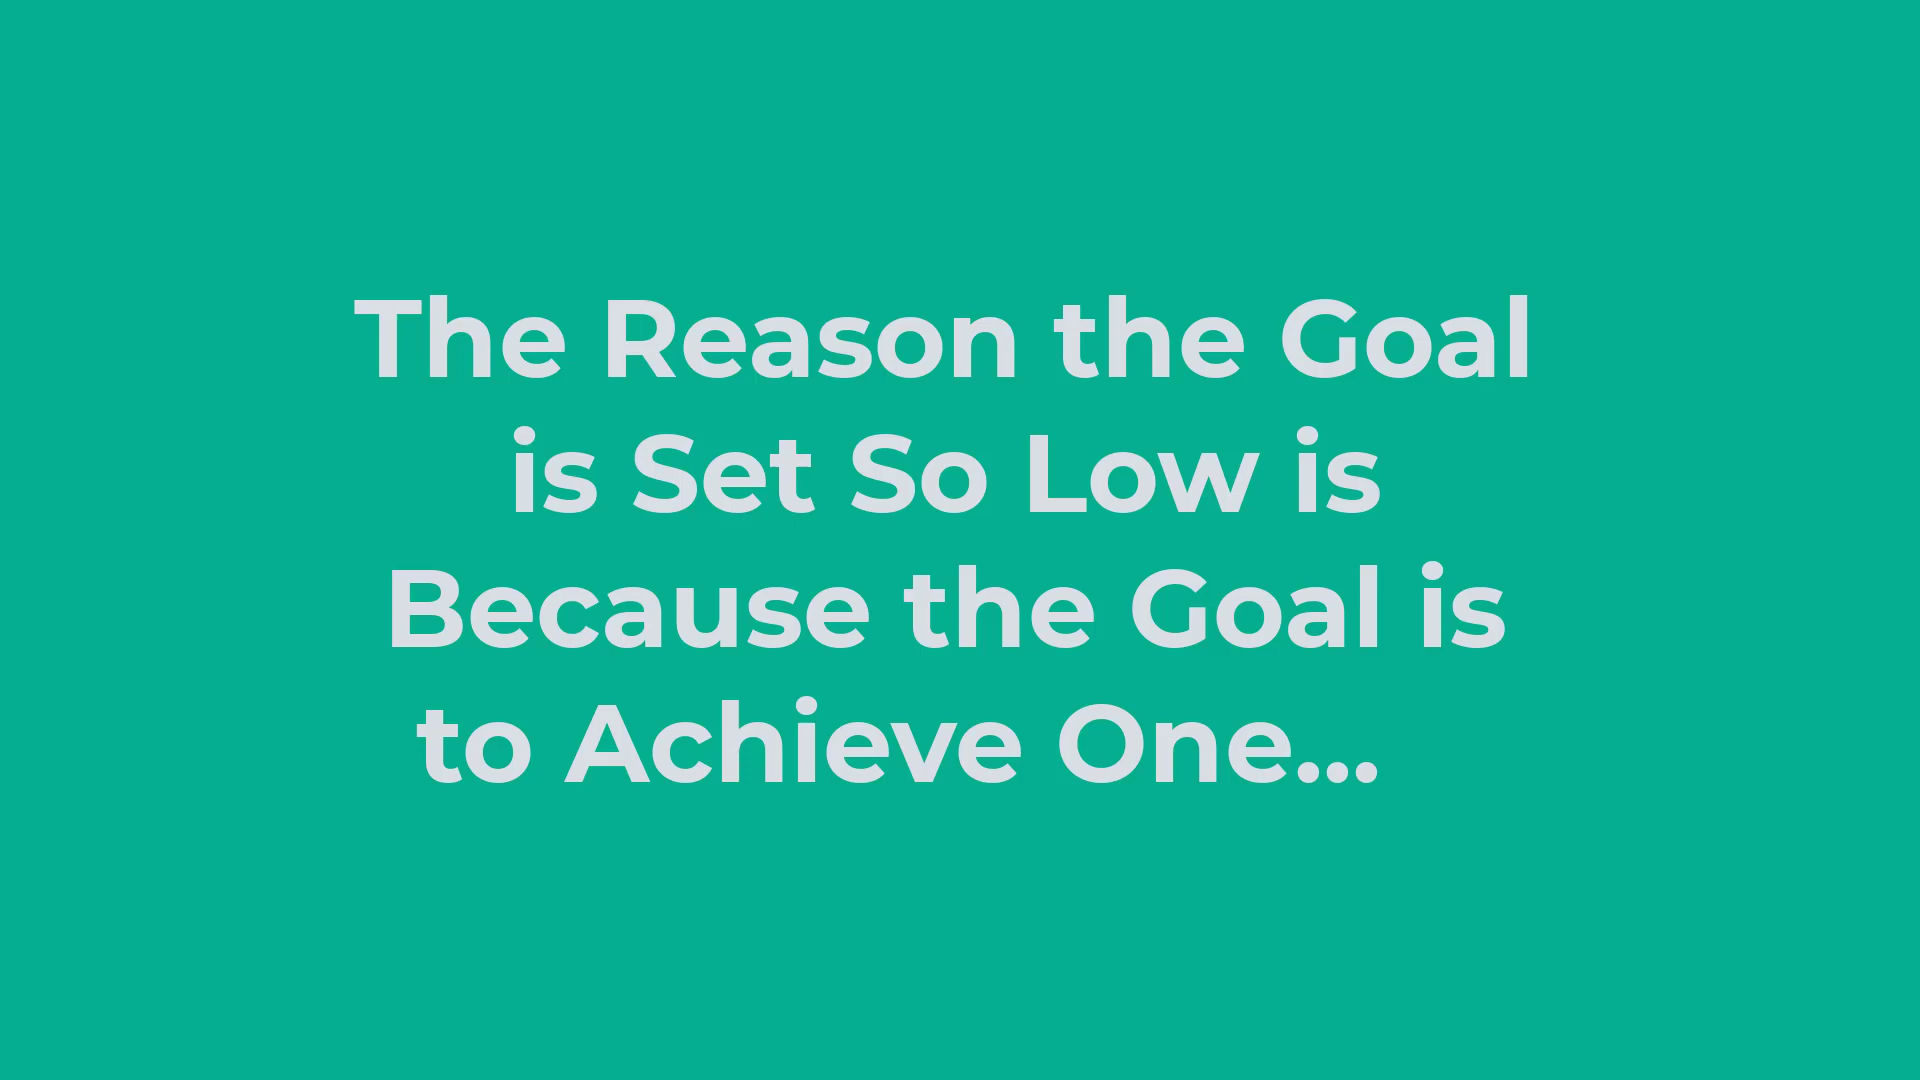 The Reason the Goal
is Set So Low is
Because the Goal is
to Achieve One...